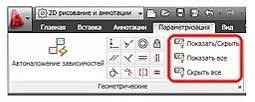 2D рисование и аннотации
Главная Вставка Аннотации Параметризация Вид
Автоналожение зависимостей
Показать/Скрыть
Показать все
Скрыть все
Геометрические